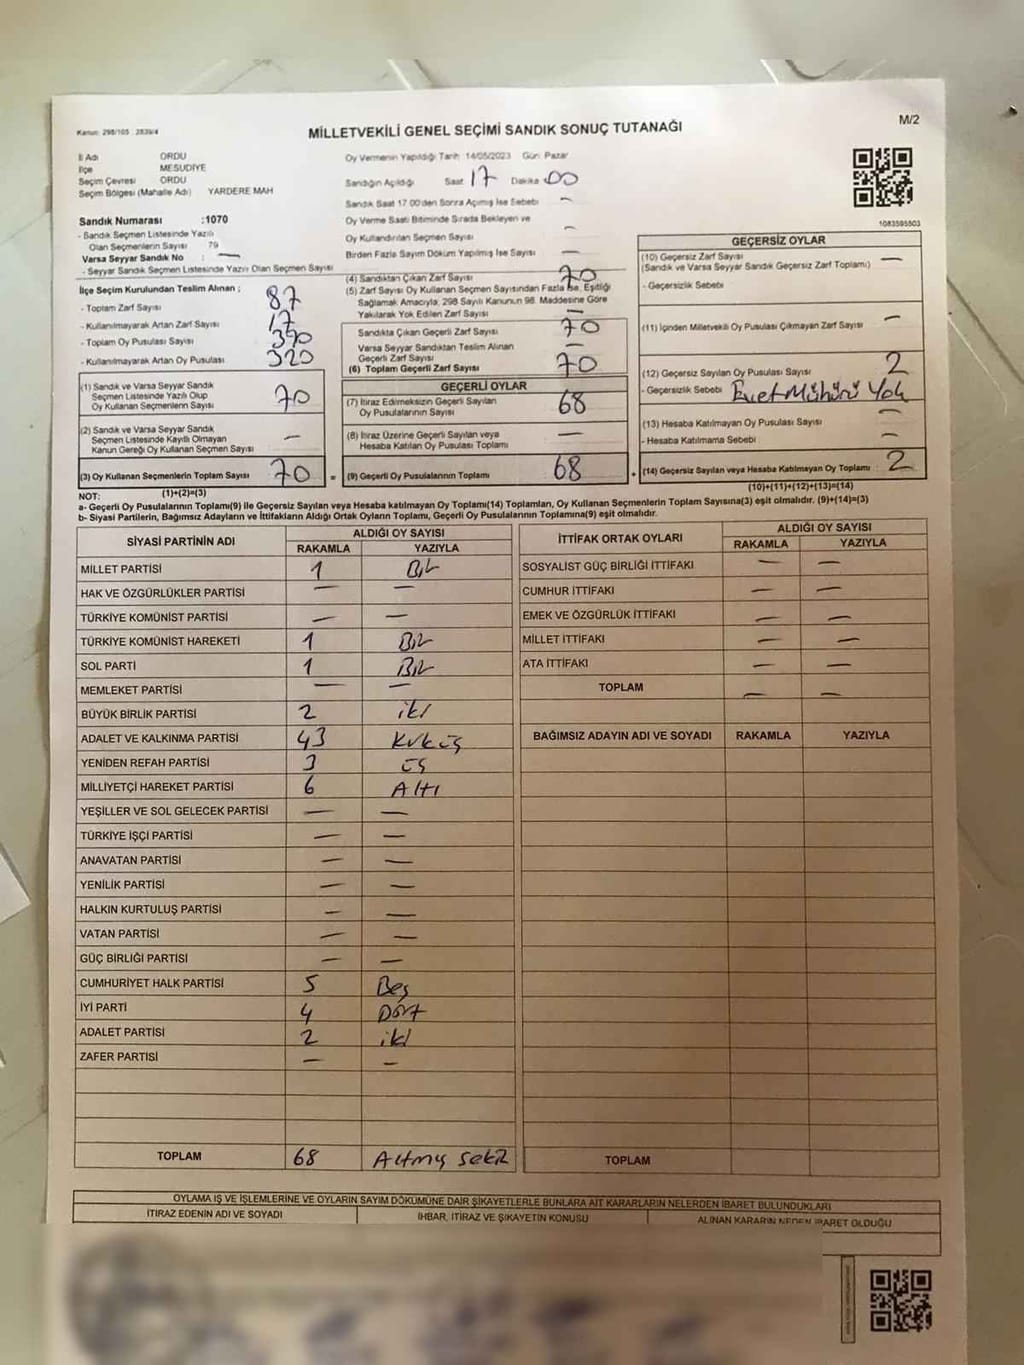 M/2
Kanun: 298/105 , 2839/4
MİLLETVEKİLİ GENEL SEÇİMİ SANDIK SONUÇ TUTANAĞI
İl Adı ORDU
İlçe MESUDİYE
Seçim Çevresi ORDU
Seçim Bölgesi (Mahalle Adı) YARDERE MAH
Sandık Numarası :1070
- Sandık Seçmen Listesinde Yazılı
Olan Seçmenlerin Sayısı 79
Varsa Seyyar Sandık No : —
- Seyyar Sandık Seçmen Listesinde Yazılı Olan Seçmen Sayısı
İlçe Seçim Kurulundan Teslim Alınan ;
- Toplam Zarf Sayısı 87
- Kullanılmayarak Artan Zarf Sayısı 17
- Toplam Oy Pusulası Sayısı 390
- Kullanılmayarak Artan Oy Pusulası 320
(1) Sandık ve Varsa Seyyar Sandık
Seçmen Listesinde Yazılı Olup
Oy Kullanan Seçmenlerin Sayısı 70
(2) Sandık ve Varsa Seyyar Sandık
Seçmen Listesinde Kayıtlı Olmayan
Kanun Gereği Oy Kullanan Seçmen Sayısı —
(3) Oy Kullanan Seçmenlerin Toplam Sayısı 70 =
(1)+(2)=(3)
Oy Vermenin Yapıldığı Tarih 14/05/2023 Gün Pazar
Sandığın Açıldığı Saat 17 Dakika 00
Sandık Saat 17 00'den Sonra Açılmış İse Sebebi —
Oy Verme Saati Bitiminde Sırada Bekleyen ve
Oy Kullandırılan Seçmen Sayısı —
Birden Fazla Sayım Döküm Yapılmış İse Sayısı —
(4) Sandıktan Çıkan Zarf Sayısı 70
(5) Zarf Sayısı Oy Kullanan Seçmen Sayısından Fazla İse, Eşitliği
Sağlamak Amacıyla, 298 Sayılı Kanunun 98. Maddesine Göre
Yakılarak Yok Edilen Zarf Sayısı —
Sandıkta Çıkan Geçerli Zarf Sayısı 70
Varsa Seyyar Sandıktan Teslim Alınan
Geçerli Zarf Sayısı —
(6) Toplam Geçerli Zarf Sayısı 70
GEÇERLİ OYLAR
(7) İtiraz Edilmeksizin Geçerli Sayılan
Oy Pusulalarının Sayısı 68
(8) İtiraz Üzerine Geçerli Sayılan veya
Hesaba Katılan Oy Pusulası Toplamı —
(9) Geçerli Oy Pusulalarının Toplamı 68 +
1083595503
GEÇERSİZ OYLAR
(10) Geçersiz Zarf Sayısı
(Sandık ve Varsa Seyyar Sandık Geçersiz Zarf Toplamı) —
- Geçersizlik Sebebi
(11) İçinden Milletvekili Oy Pusulası Çıkmayan Zarf Sayısı —
(12) Geçersiz Sayılan Oy Pusulası Sayısı 2
- Geçersizlik Sebebi Evet Mühürü Yok
(13) Hesaba Katılmayan Oy Pusulası Sayısı —
- Hesaba Katılmama Sebebi —
(14) Geçersiz Sayılan veya Hesaba Katılmayan Oy Toplamı : 2
(10)+(11)+(12)+(13)=(14)
NOT:
a- Geçerli Oy Pusulalarının Toplamı(9) ile Geçersiz Sayılan veya Hesaba katılmayan Oy Toplamı(14) Toplamları, Oy Kullanan Seçmenlerin Toplam Sayısına(3) eşit olmalıdır. (9)+(14)=(3)
b- Siyasi Partilerin, Bağımsız Adayların ve İttifakların Aldığı Ortak Oyların Toplamı, Geçerli Oy Pusulalarının Toplamına(9) eşit olmalıdır.
SİYASİ PARTİNİN ADI ALDIĞI OY SAYISI
RAKAMLA YAZIYLA
MİLLET PARTİSİ 1 Bir
HAK VE ÖZGÜRLÜKLER PARTİSİ — —
TÜRKİYE KOMÜNİST PARTİSİ — —
TÜRKİYE KOMÜNİST HAREKETİ 1 Bir
SOL PARTİ 1 Bir
MEMLEKET PARTİSİ — —
BÜYÜK BİRLİK PARTİSİ 2 iki
ADALET VE KALKINMA PARTİSİ 43 Kırküç
YENİDEN REFAH PARTİSİ 3 üç
MİLLİYETÇİ HAREKET PARTİSİ 6 Altı
YEŞİLLER VE SOL GELECEK PARTİSİ — —
TÜRKİYE İŞÇİ PARTİSİ — —
ANAVATAN PARTİSİ — —
YENİLİK PARTİSİ — —
HALKIN KURTULUŞ PARTİSİ — —
VATAN PARTİSİ — —
GÜÇ BİRLİĞİ PARTİSİ — —
CUMHURİYET HALK PARTİSİ 5 Beş
İYİ PARTİ 4 Dört
ADALET PARTİSİ 2 iki
ZAFER PARTİSİ — —
TOPLAM 68 Altmış sekiz
İTTİFAK ORTAK OYLARI ALDIĞI OY SAYISI
RAKAMLA YAZIYLA
SOSYALİST GÜÇ BİRLİĞİ İTTİFAKI — —
CUMHUR İTTİFAKI — —
EMEK VE ÖZGÜRLÜK İTTİFAKI — —
MİLLET İTTİFAKI — —
ATA İTTİFAKI — —
TOPLAM — —
BAĞIMSIZ ADAYIN ADI VE SOYADI RAKAMLA YAZIYLA
TOPLAM
OYLAMA İŞ VE İŞLEMLERİNE VE OYLARIN SAYIM DÖKÜMÜNE DAİR ŞİKAYETLERLE BUNLARA AİT KARARLARIN NELERDEN İBARET BULUNDUKLARI
İTİRAZ EDENİN ADI VE SOYADI İHBAR, İTİRAZ VE ŞİKAYETİN KONUSU ALINAN KARARIN NEDEN İBARET OLDUĞU